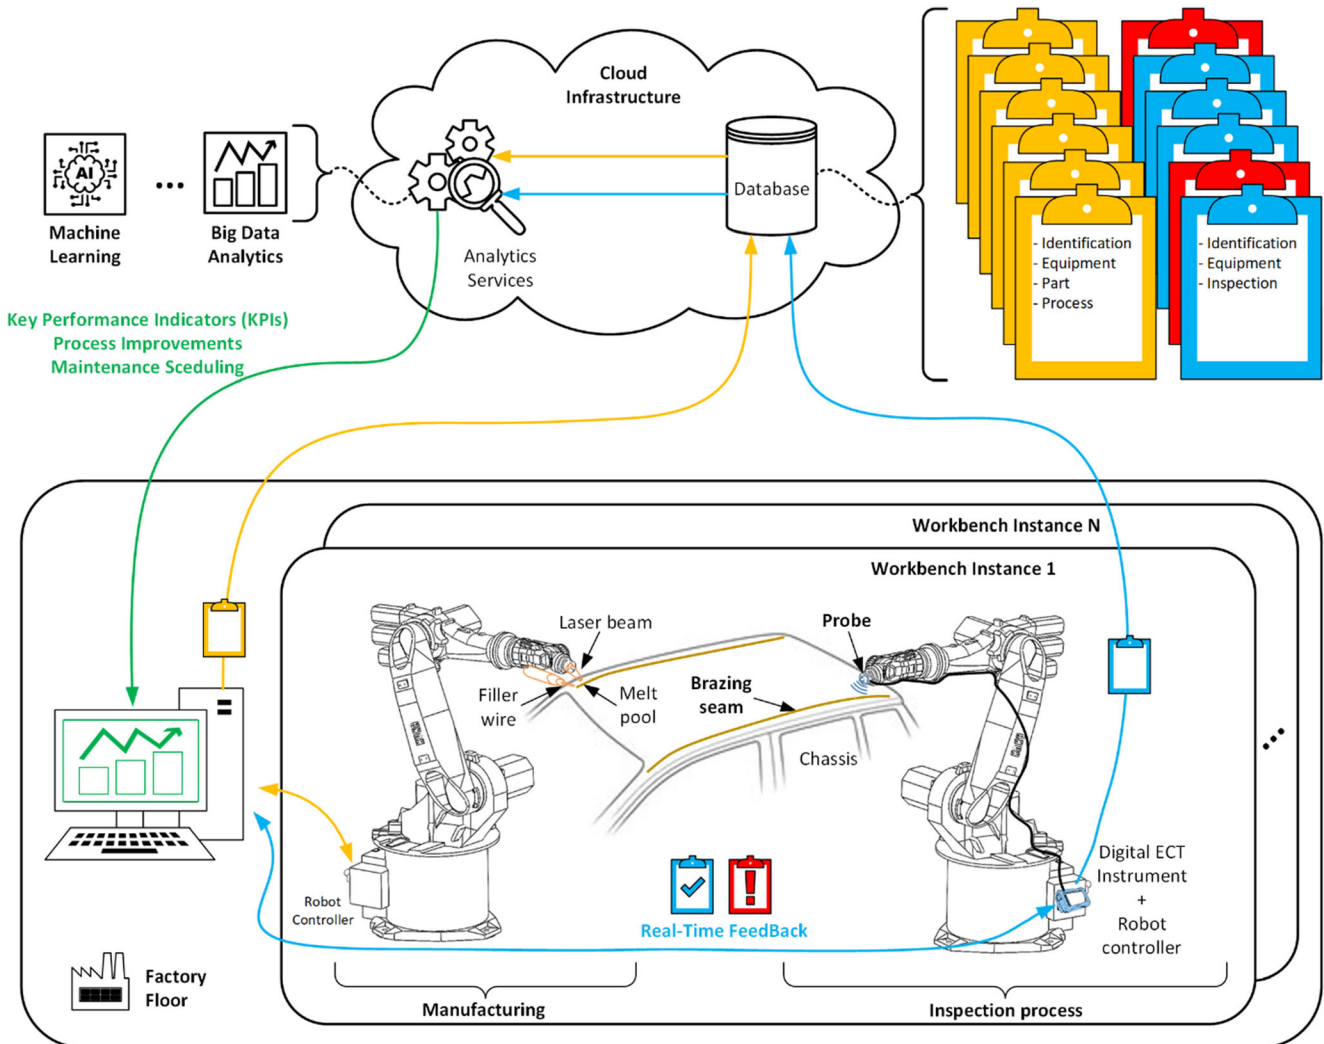 Cloud
Infrastructure
AI
Machine
Learning
...
Big Data
Analytics
Database
Analytics
Services
- Identification
- Equipment
- Part
- Process
- Identification
- Equipment
- Inspection
Key Performance Indicators (KPIs)
Process Improvements
Maintenance Sceduling
Workbench Instance N
Workbench Instance 1
Laser beam
Probe
Filler
wire
Melt
pool
Brazing
seam
Chassis
...
Robot
Controller
Digital ECT
Instrument
+
Robot
controller
!
Real-Time FeedBack
Factory
Floor
Manufacturing
Inspection process